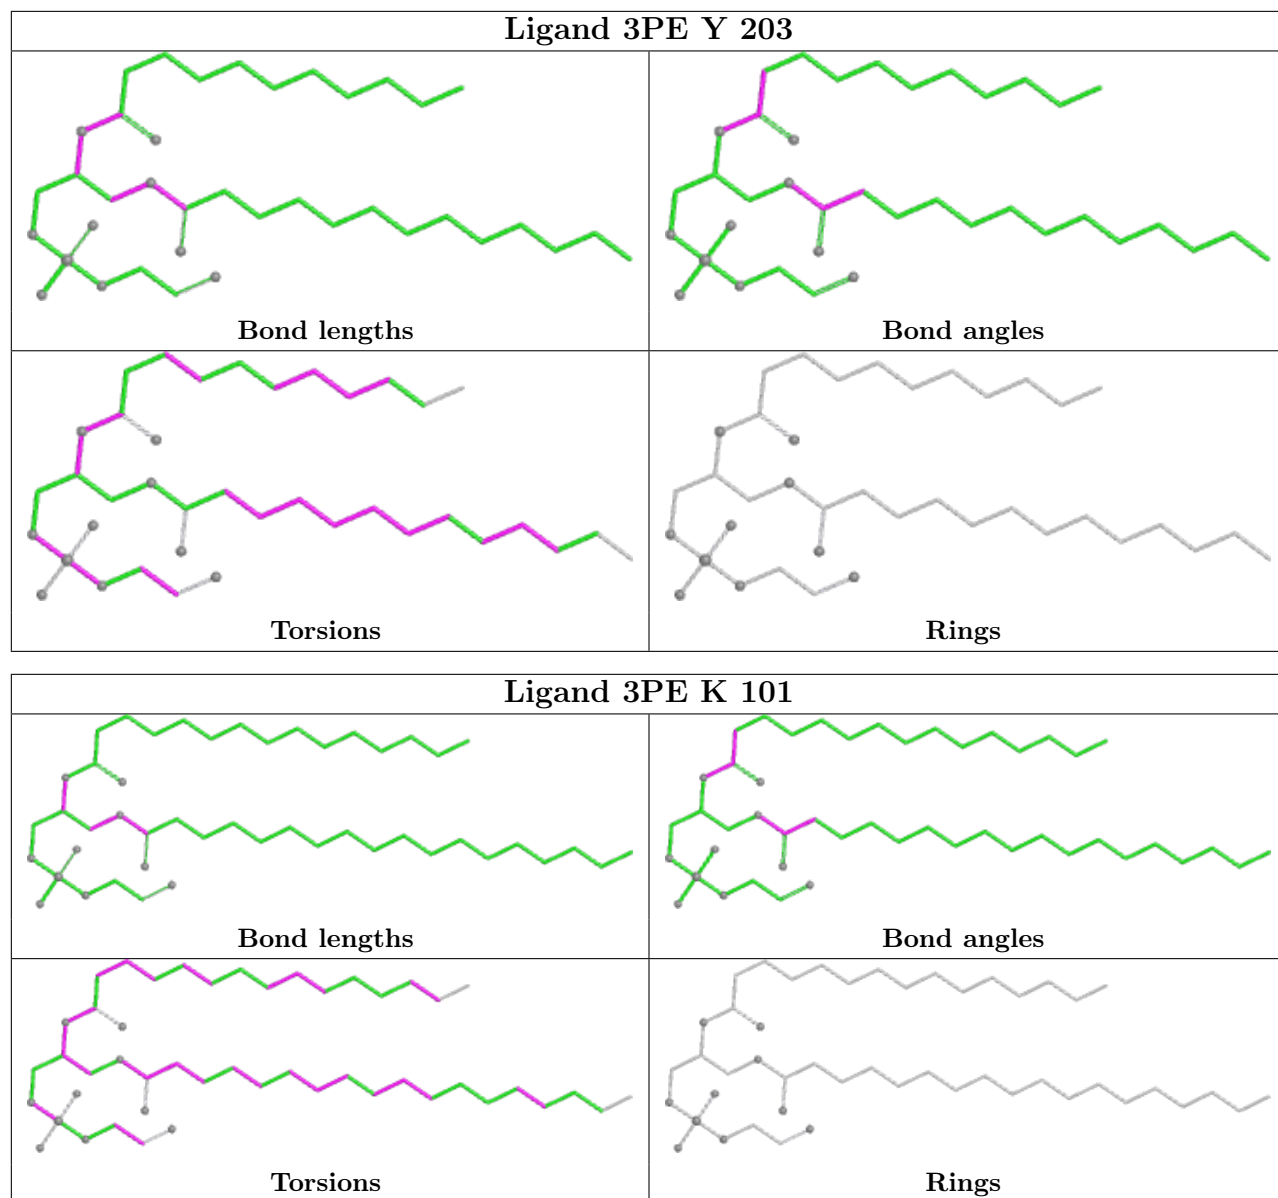 Ligand 3PE Y 203
Bond lengths
Bond angles
Torsions
Rings
Ligand 3PE K 101
Bond lengths
Bond angles
Torsions
Rings